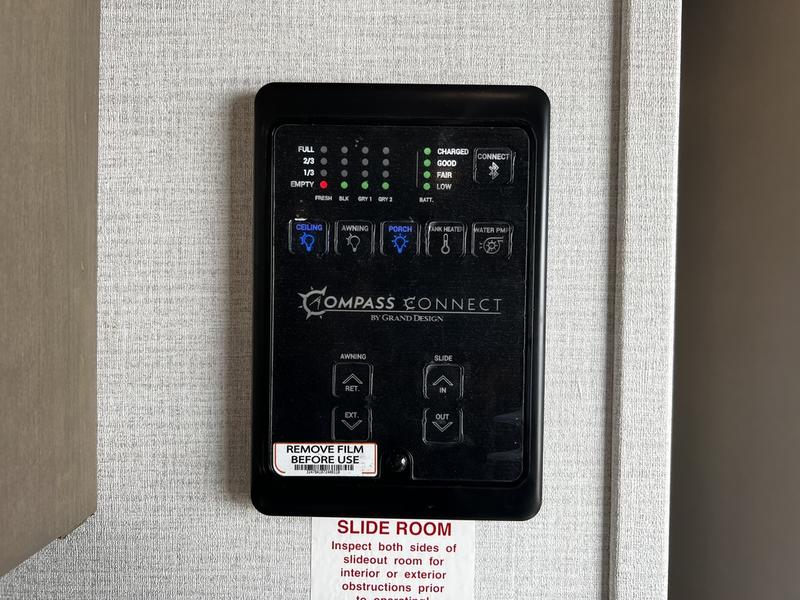 FULL
2/3
1/3
EMPTY
FRESH BLK GRY 1 GRY 2
CHARGED
GOOD
FAIR
LOW
BATT.
CONNECT
CEILING AWNING PORCH TANK HEATER WATER PMP
COMPASS CONNECT
BY GRAND DESIGN
AWNING
RET.
EXT.
SLIDE
IN
OUT
REMOVE FILM
BEFORE USE
SLIDE ROOM
Inspect both sides of
slideout room for
interior or exterior
obstructions prior
to operating!